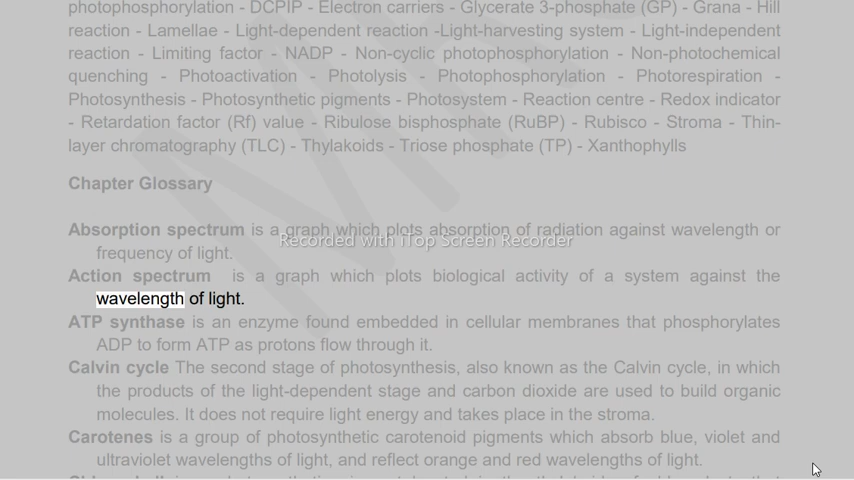 photophosphorylation - DCPIP - Electron carriers - Glycerate 3-phosphate (GP) - Grana - Hill
reaction - Lamellae - Light-dependent reaction -Light-harvesting system - Light-independent
reaction - Limiting factor - NADP - Non-cyclic photophosphorylation - Non-photochemical
quenching - Photoactivation - Photolysis - Photophosphorylation - Photorespiration -
Photosynthesis - Photosynthetic pigments - Photosystem - Reaction centre - Redox indicator
- Retardation factor (Rf) value - Ribulose bisphosphate (RuBP) - Rubisco - Stroma - Thin-
layer chromatography (TLC) - Thylakoids - Triose phosphate (TP) - Xanthophylls
Chapter Glossary
Absorption spectrum is a graph which plots absorption of radiation against wavelength or
Recorded with iTop Screen Recorder
frequency of light.
Action spectrum is a graph which plots biological activity of a system against the
wavelength of light.
ATP synthase is an enzyme found embedded in cellular membranes that phosphorylates
ADP to form ATP as protons flow through it.
Calvin cycle The second stage of photosynthesis, also known as the Calvin cycle, in which
the products of the light-dependent stage and carbon dioxide are used to build organic
molecules. It does not require light energy and takes place in the stroma.
Carotenes is a group of photosynthetic carotenoid pigments which absorb blue, violet and
ultraviolet wavelengths of light, and reflect orange and red wavelengths of light.